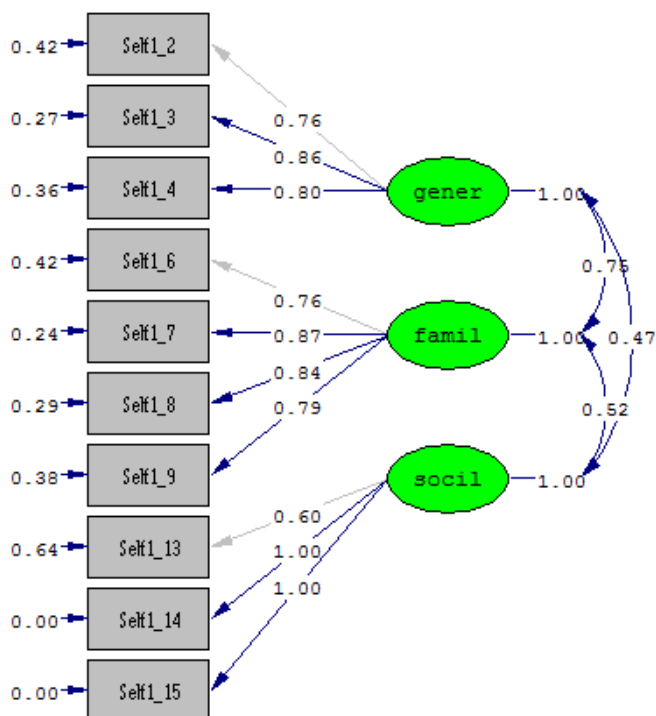 0.42 Self1_2
0.76
0.27 Self1_3
0.86
0.36 Self1_4 0.80 gener 1.00
0.75
0.42 Self1_6
0.76
0.24 Self1_7 0.87 famil 1.00 0.47
0.84
0.29 Self1_8
0.79 0.52
0.38 Self1_9 socil 1.00
0.60
0.64 Self1_13
1.00
1.00
0.00 Self1_14
0.00 Self1_15